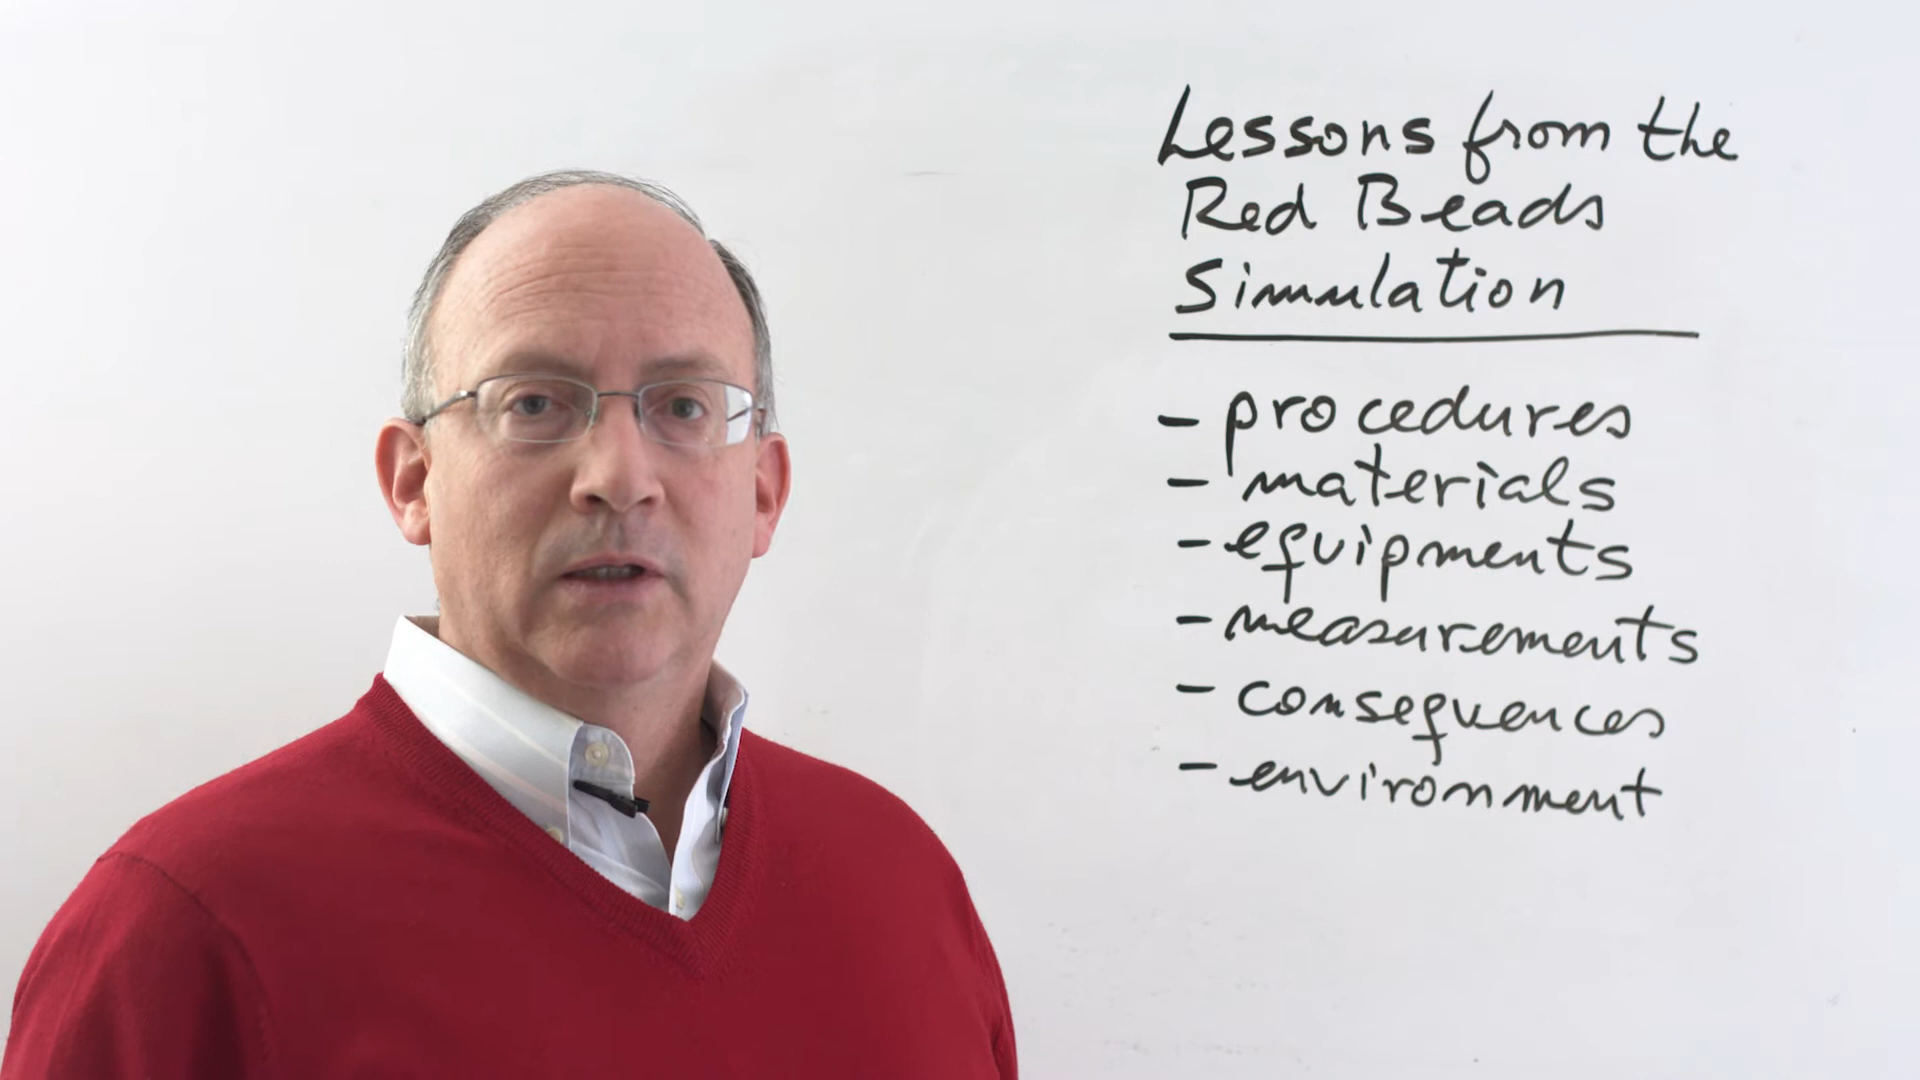 Lessons from the
Red Beads
Simulation
- procedures
- materials
- equipments
- measurements
- consequences
- environment